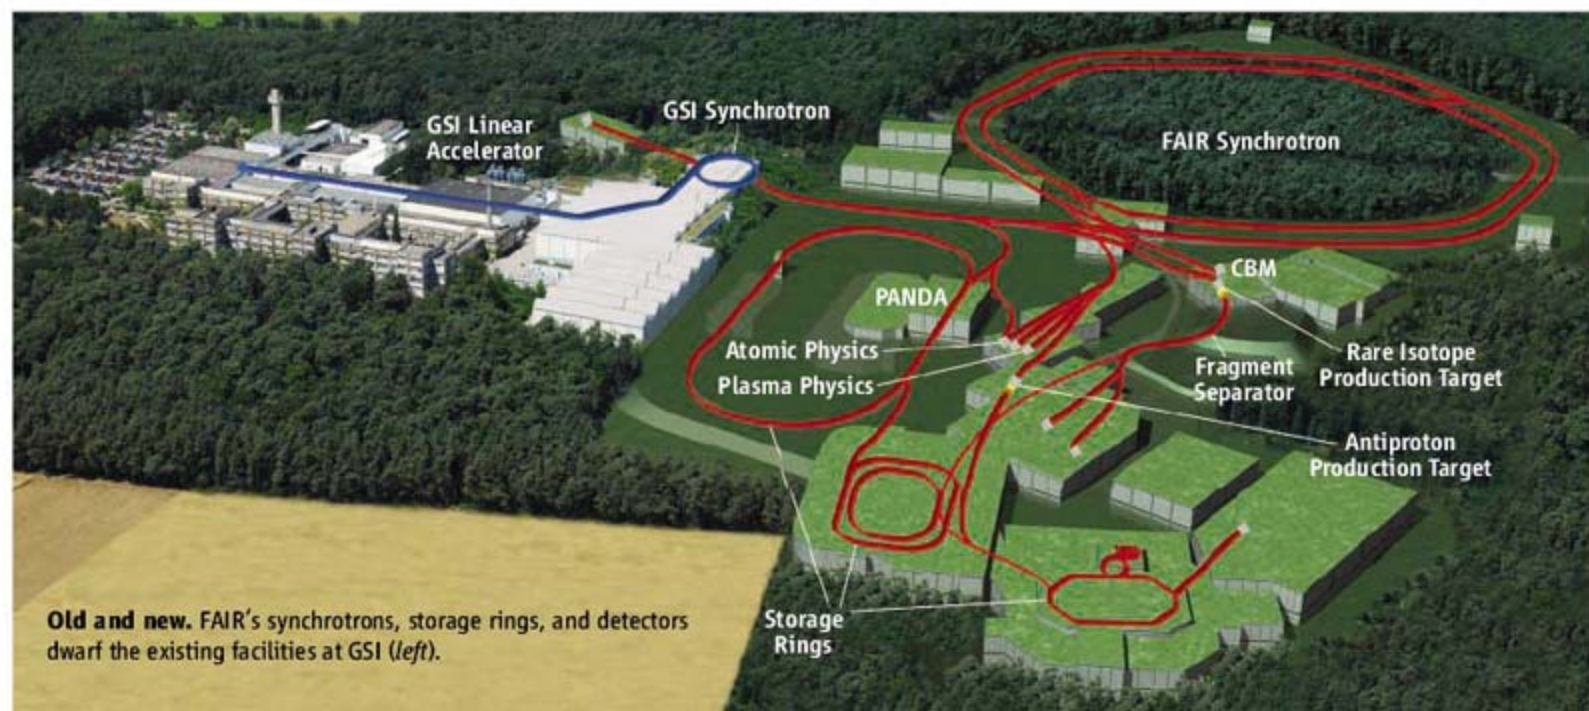 GSI Linear
Accelerator
GSI Synchrotron
FAIR Synchrotron
CBM
PANDA
Atomic Physics
Plasma Physics
Fragment
Separator
Rare Isotope
Production Target
Antiproton
Production Target
Storage
Rings
Old and new. FAIR's synchrotrons, storage rings, and detectors
dwarf the existing facilities at GSI (left).